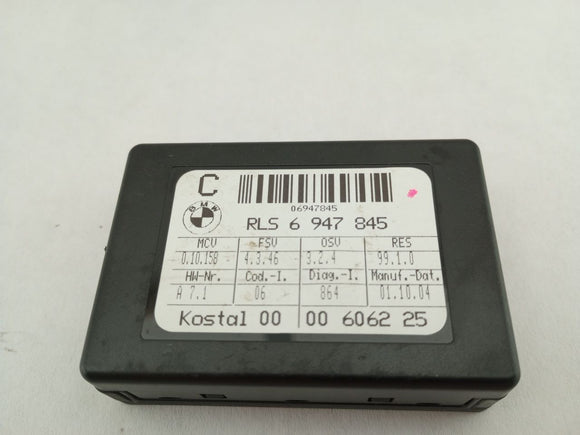 C
06947845
BMW
RLS 6 947 845
MCV FSV OSV RES
0.10.158 4.3.46 3.2.4 99.1.0
HW-Nr. Cod.-I. Diag.-I. Manuf.-Dat.
A 7.1 06 864 01.10.04
Kostal 00 00 6062 25